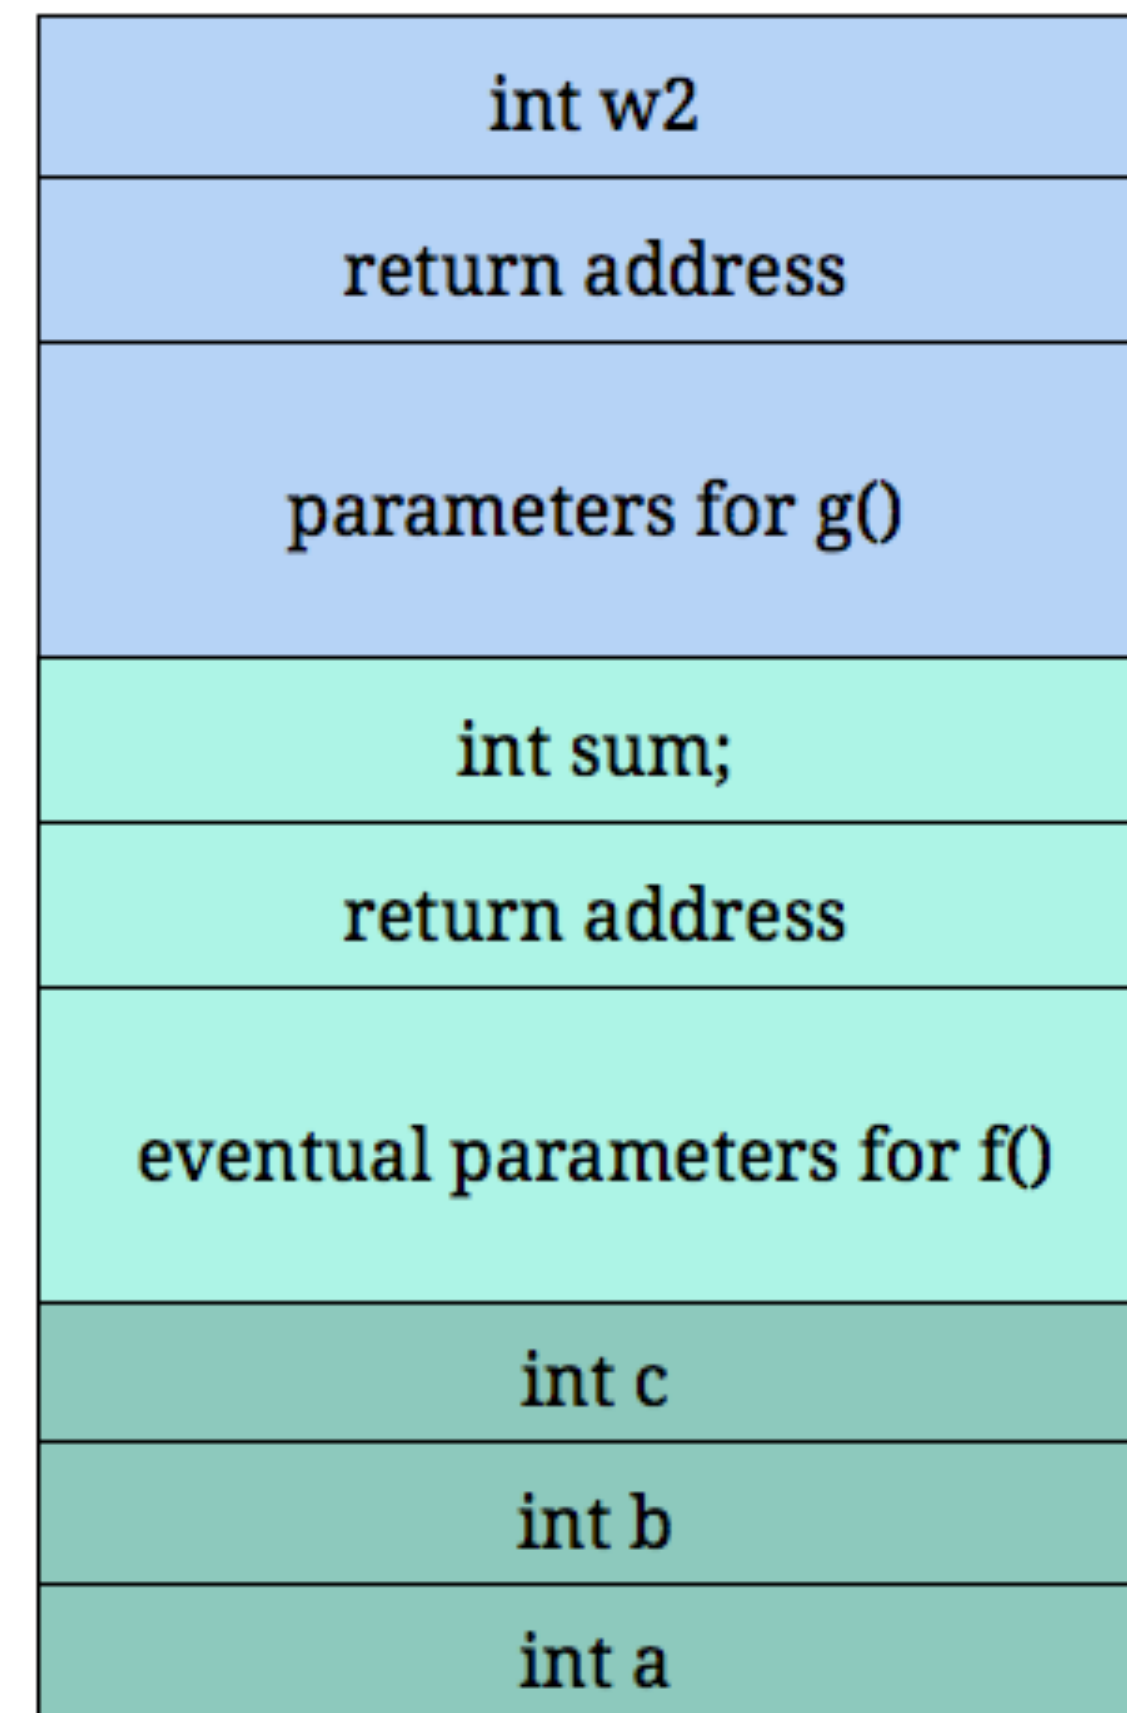 int w2
return address
parameters for g()
int sum;
return address
eventual parameters for f()
int c
int b
int a